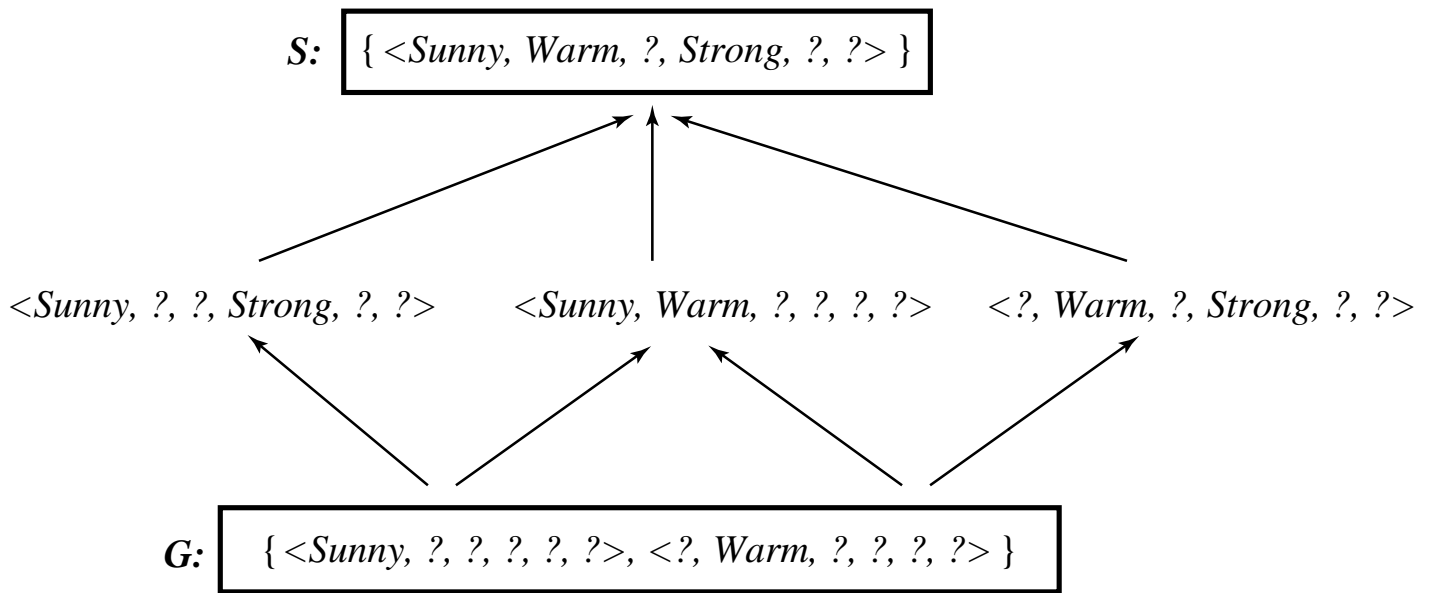 S: { <Sunny, Warm, ?, Strong, ?, ?> }
<Sunny, ?, ?, Strong, ?, ?> <Sunny, Warm, ?, ?, ?, ?> <?, Warm, ?, Strong, ?, ?>
G: { <Sunny, ?, ?, ?, ?, ?>, <?, Warm, ?, ?, ?, ?> }